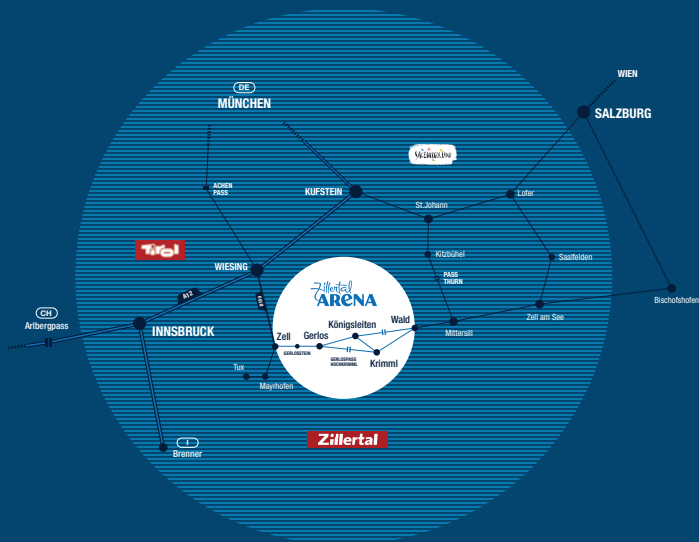 WIEN
DE
MÜNCHEN
SALZBURG
ACHEN
PASS
KUFSTEIN
Lofer
St.Johann
Tirol
Kitzbühel
Saalfelden
WIESING
PASS
THURN
Zillertal
ARENA
A12
Bischofshofen
CH
Arlbergpass
INNSBRUCK
Königsleiten
Wald
Zell am See
Mittersill
Zell
Gerlos
GERLOSSTEIN
GERLOSPASS
HOCHKRIMML
Krimml
Tux
Mayrhofen
Zillertal
I
Brenner